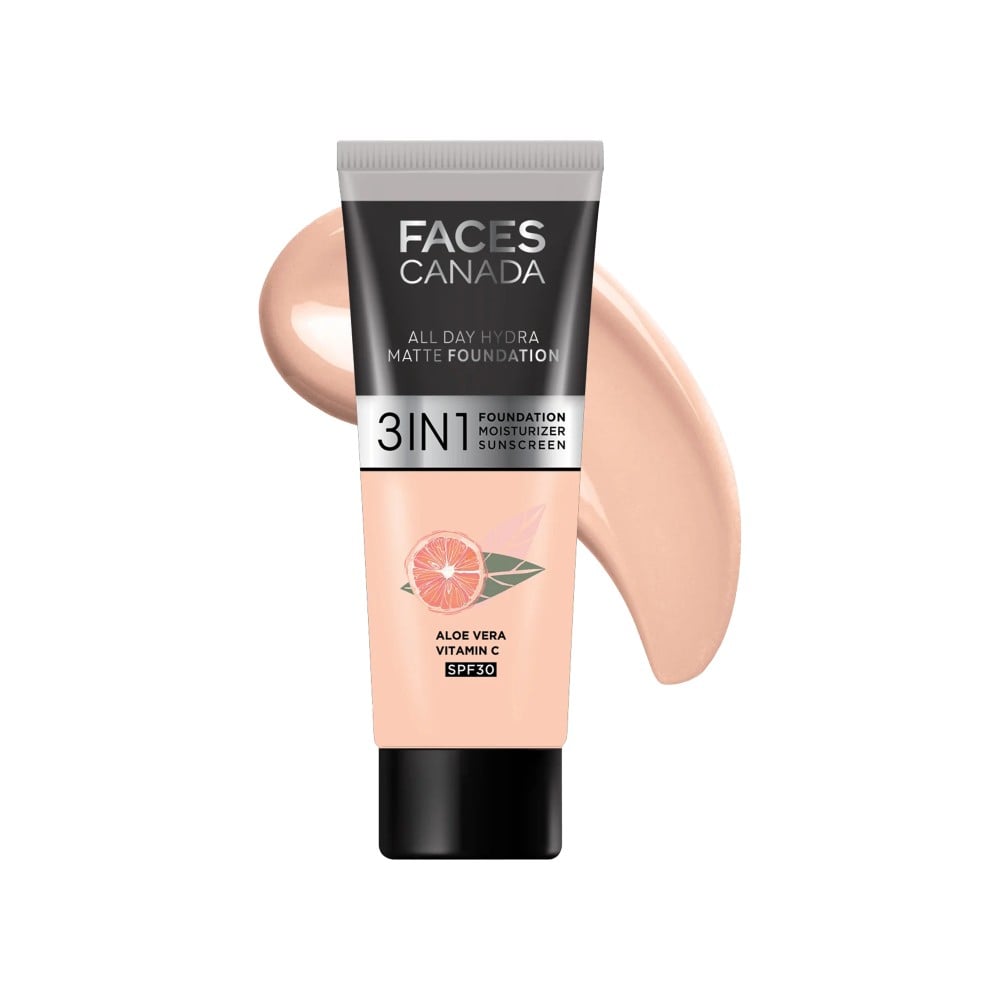 FACES
CANADA
ALL DAY HYDRA
MATTE FOUNDATION
3IN1
FOUNDATION
MOISTURIZER
SUNSCREEN
ALOE VERA
VITAMIN C
SPF30